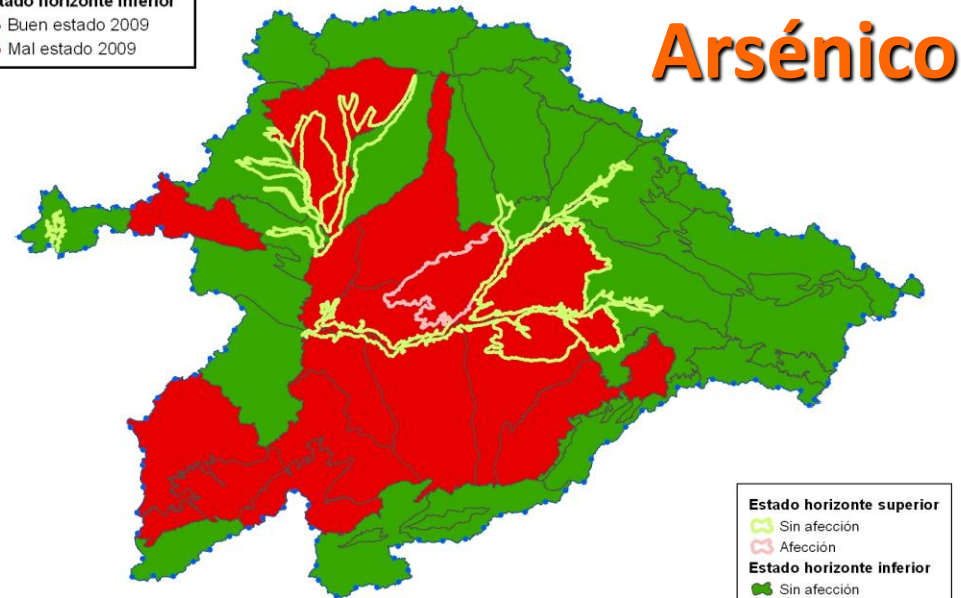 Estado horizonte inferior
Buen estado 2009
Mal estado 2009
Arsénico
Estado horizonte superior
Sin afección
Afección
Estado horizonte inferior
Sin afección